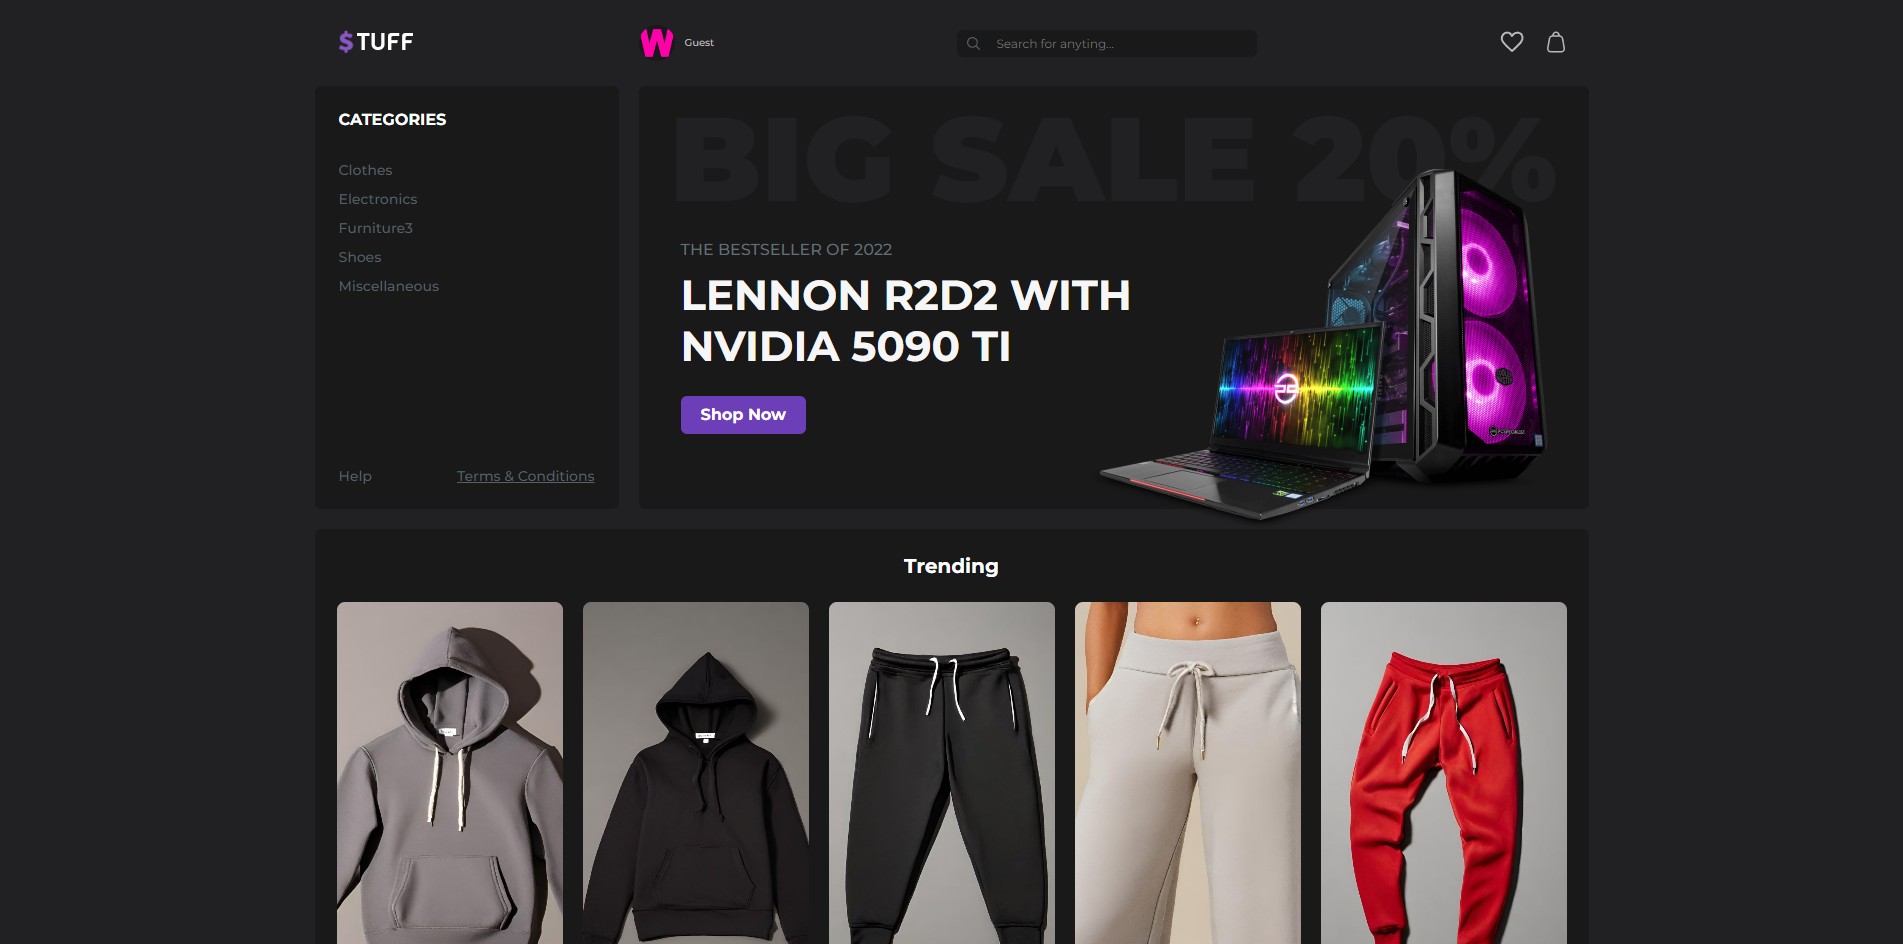 $TUFF
W Guest
Search for anyting...
CATEGORIES
Clothes
Electronics
Furniture3
Shoes
Miscellaneous
Help
Terms & Conditions
BIG SALE 20%
THE BESTSELLER OF 2022
LENNON R2D2 WITH
NVIDIA 5090 TI
Shop Now
Trending